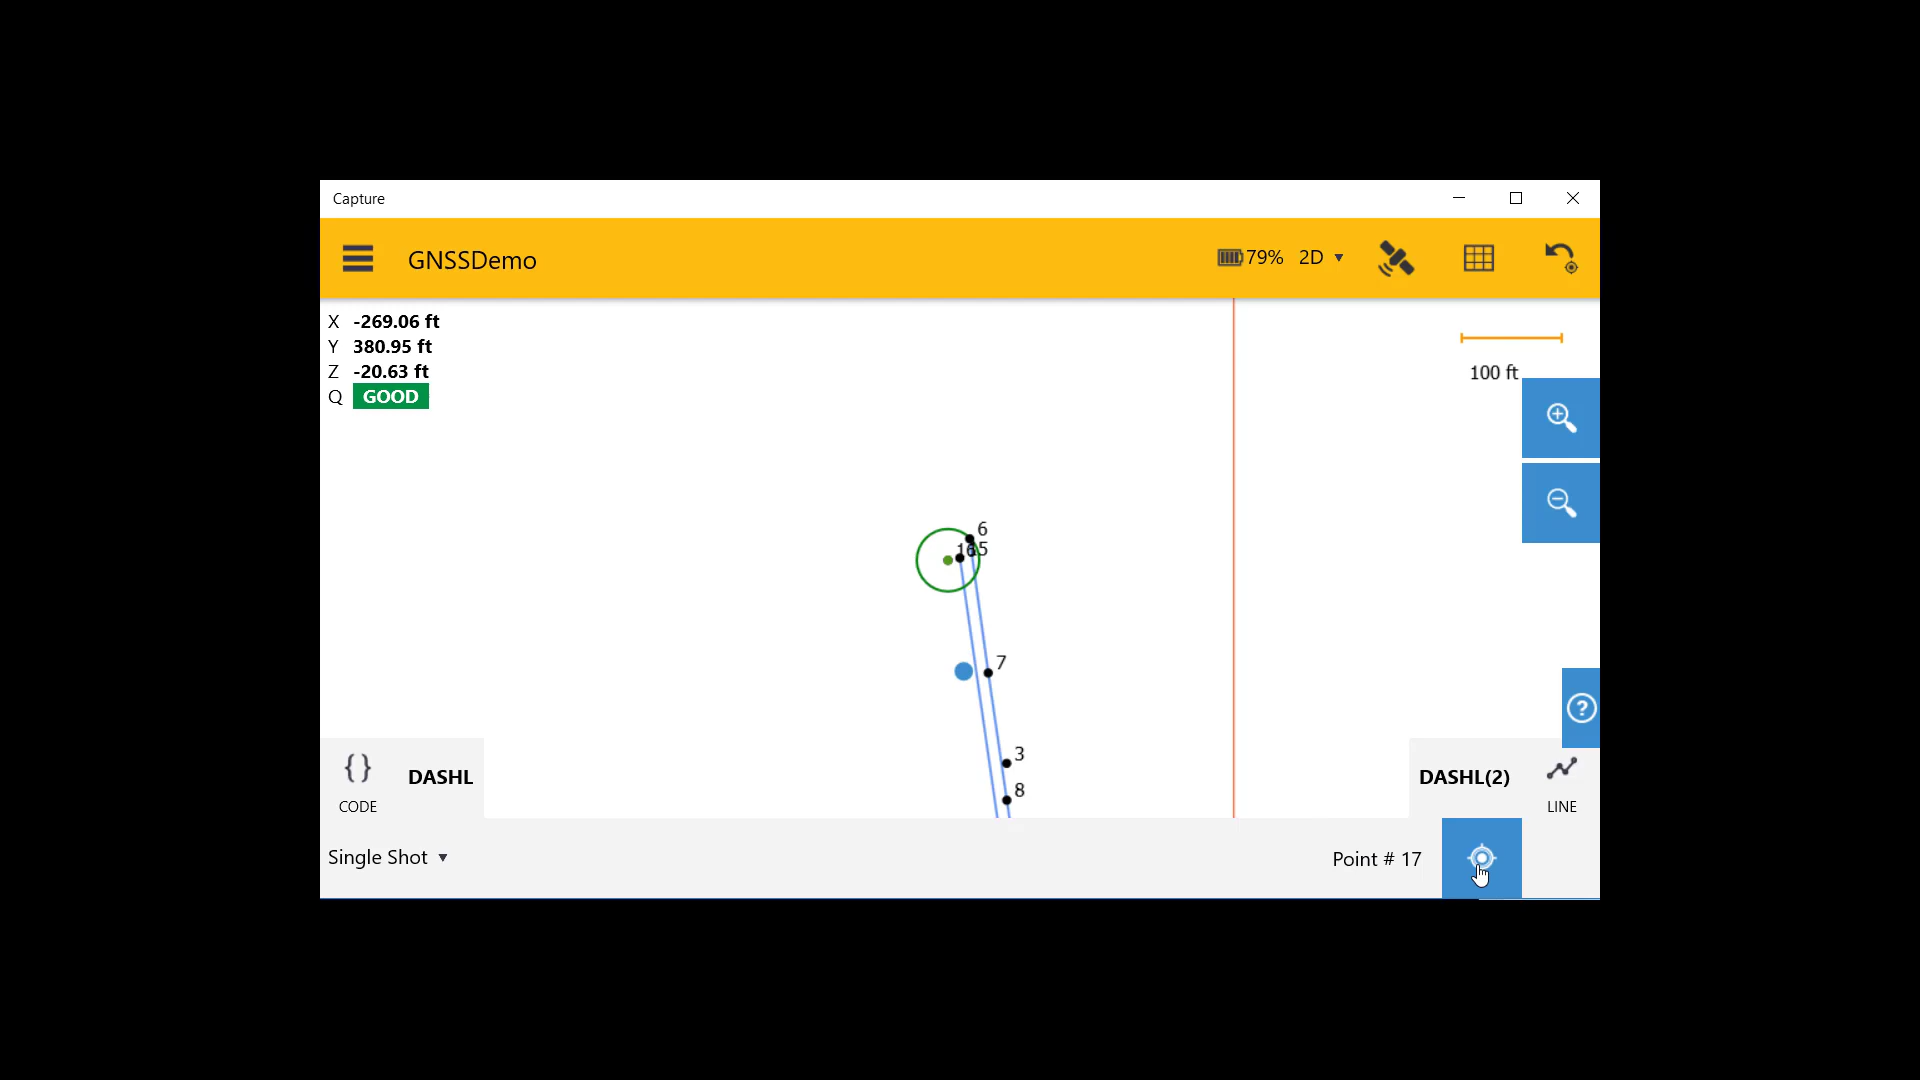 Capture
GNSSDemo
79% 2D
X -269.06 ft
Y 380.95 ft
Z -20.63 ft
Q GOOD
100 ft
6
5
7
3
8
?
{ } DASHL
CODE
DASHL(2)
LINE
Single Shot
Point # 17